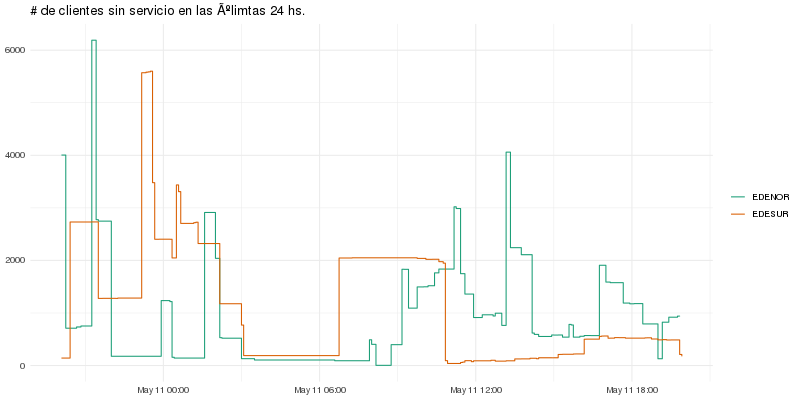 # de clientes sin servicio en las Ãºlimtas 24 hs.
6000
4000
2000
0
May 11 00:00
May 11 06:00
May 11 12:00
May 11 18:00
EDENOR
EDESUR